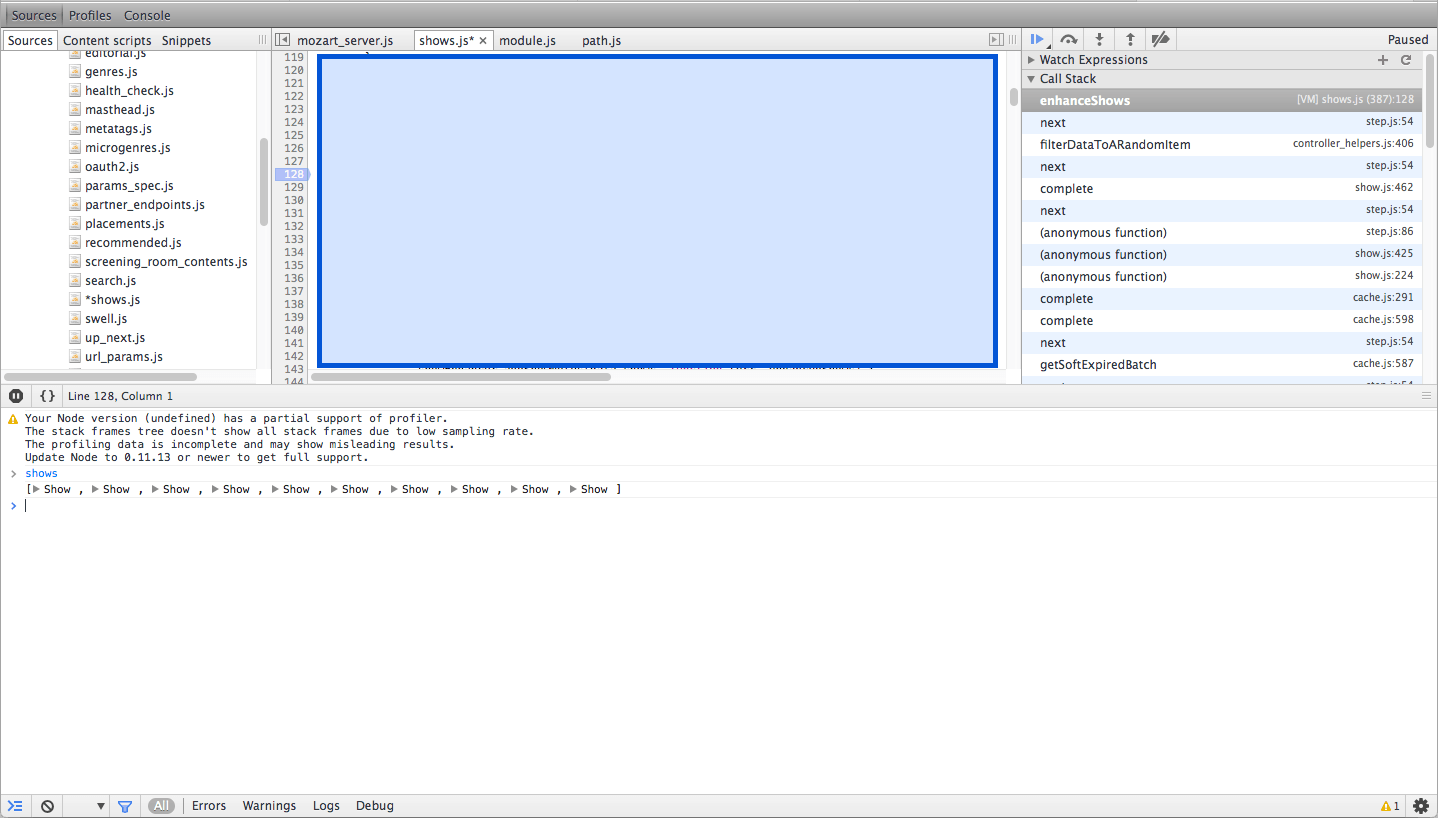 Sources Profiles Console
Sources Content scripts Snippets
editorial.js
genres.js
health_check.js
masthead.js
metatags.js
microgenres.js
oauth2.js
params_spec.js
partner_endpoints.js
placements.js
recommended.js
screening_room_contents.js
search.js
*shows.js
swell.js
up_next.js
url_params.js
mozart_server.js shows.js* × module.js path.js
119
120
121
122
123
124
125
126
127
128
129
130
131
132
133
134
135
136
137
138
139
140
141
142
143
144
Paused
Watch Expressions
Call Stack
enhanceShows [VM] shows.js (387):128
next step.js:54
filterDataToARandomItem controller_helpers.js:406
next step.js:54
complete show.js:462
next step.js:54
(anonymous function) step.js:86
(anonymous function) show.js:425
(anonymous function) show.js:224
complete cache.js:291
complete cache.js:598
next step.js:54
getSoftExpiredBatch cache.js:587
{} Line 128, Column 1
Your Node version (undefined) has a partial support of profiler.
The stack frames tree doesn't show all stack frames due to low sampling rate.
The profiling data is incomplete and may show misleading results.
Update Node to 0.11.13 or newer to get full support.
> shows
[▶ Show , ▶ Show , ▶ Show , ▶ Show , ▶ Show , ▶ Show , ▶ Show , ▶ Show , ▶ Show , ▶ Show ]
>
All Errors Warnings Logs Debug 1